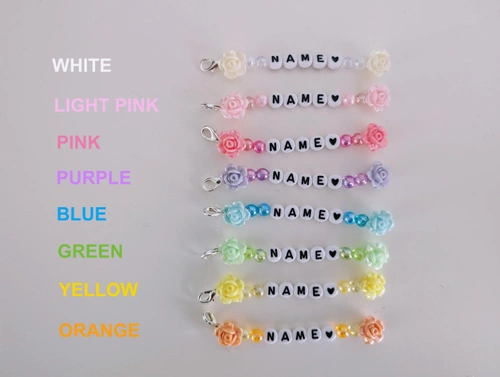 WHITE NAME♥
LIGHT PINK NAME♥
PINK NAME♥
PURPLE NAME♥
BLUE NAME♥
GREEN NAME♥
YELLOW NAME♥
ORANGE NAME♥